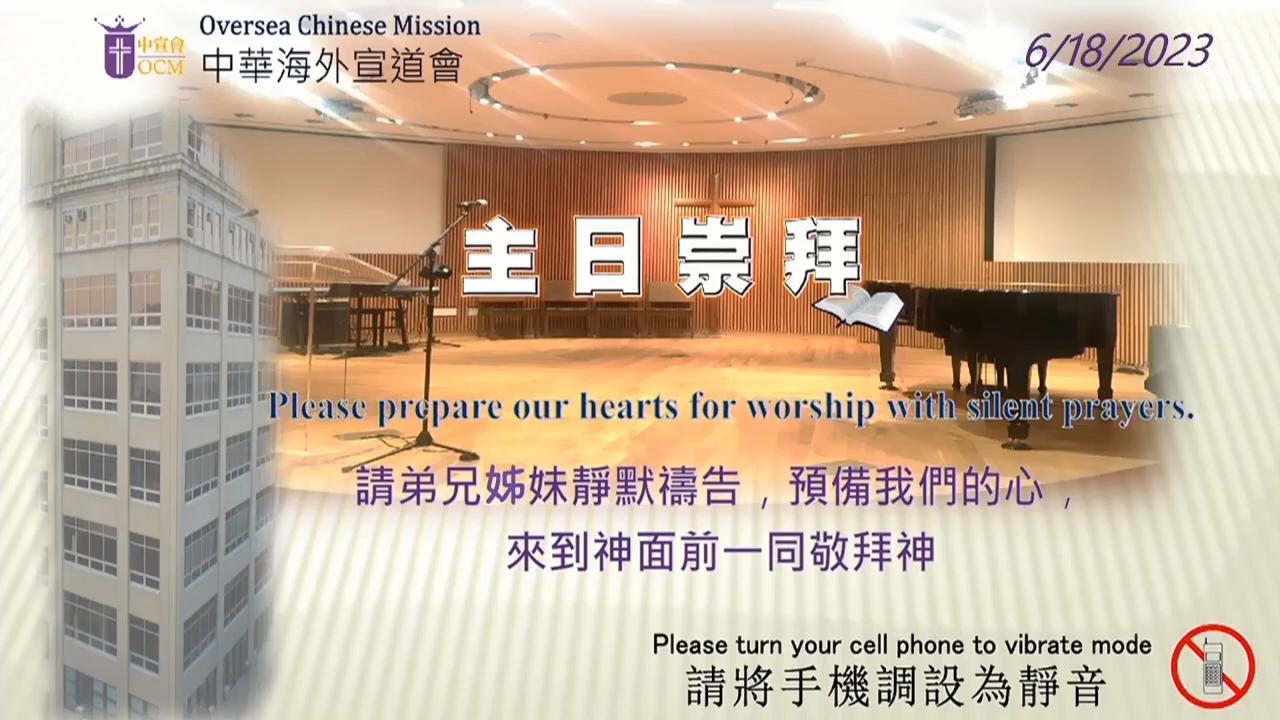 Oversea Chinese Mission
中宣會
OCM
中華海外宣道會
6/18/2023
主日崇拜
Please prepare our hearts for worship with silent prayers.
請弟兄姊妹靜默禱告，預備我們的心，
來到神面前一同敬拜神
Please turn your cell phone to vibrate mode
請將手機調設為靜音